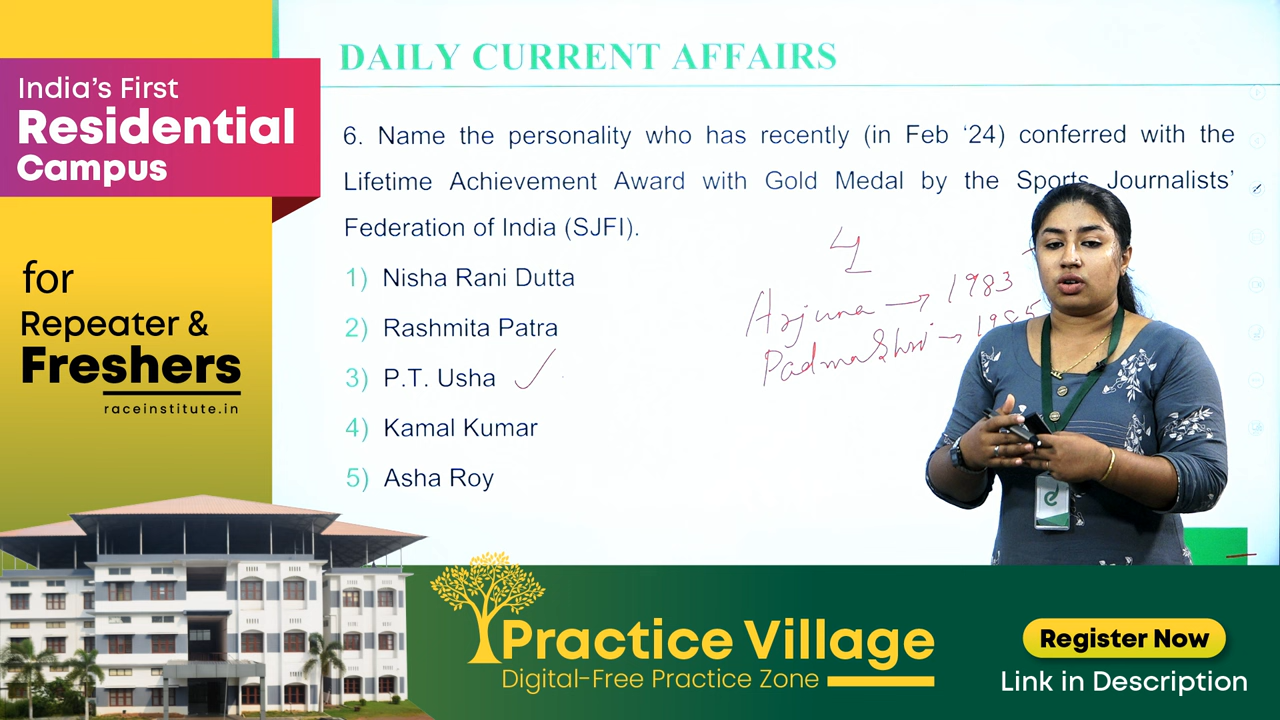 India's First
Residential
Campus
for
Repeater &
Freshers
raceinstitute.in
DAILY CURRENT AFFAIRS
6. Name the personality who has recently (in Feb ‘24) conferred with the
Lifetime Achievement Award with Gold Medal by the Sports Journalists’
Federation of India (SJFI).
4
1) Nisha Rani Dutta
Arjuna → 1983
2) Rashmita Patra
PadmaShri → 1985
3) P.T. Usha ✓
4) Kamal Kumar
5) Asha Roy
Practice Village
Digital-Free Practice Zone
Register Now
Link in Description